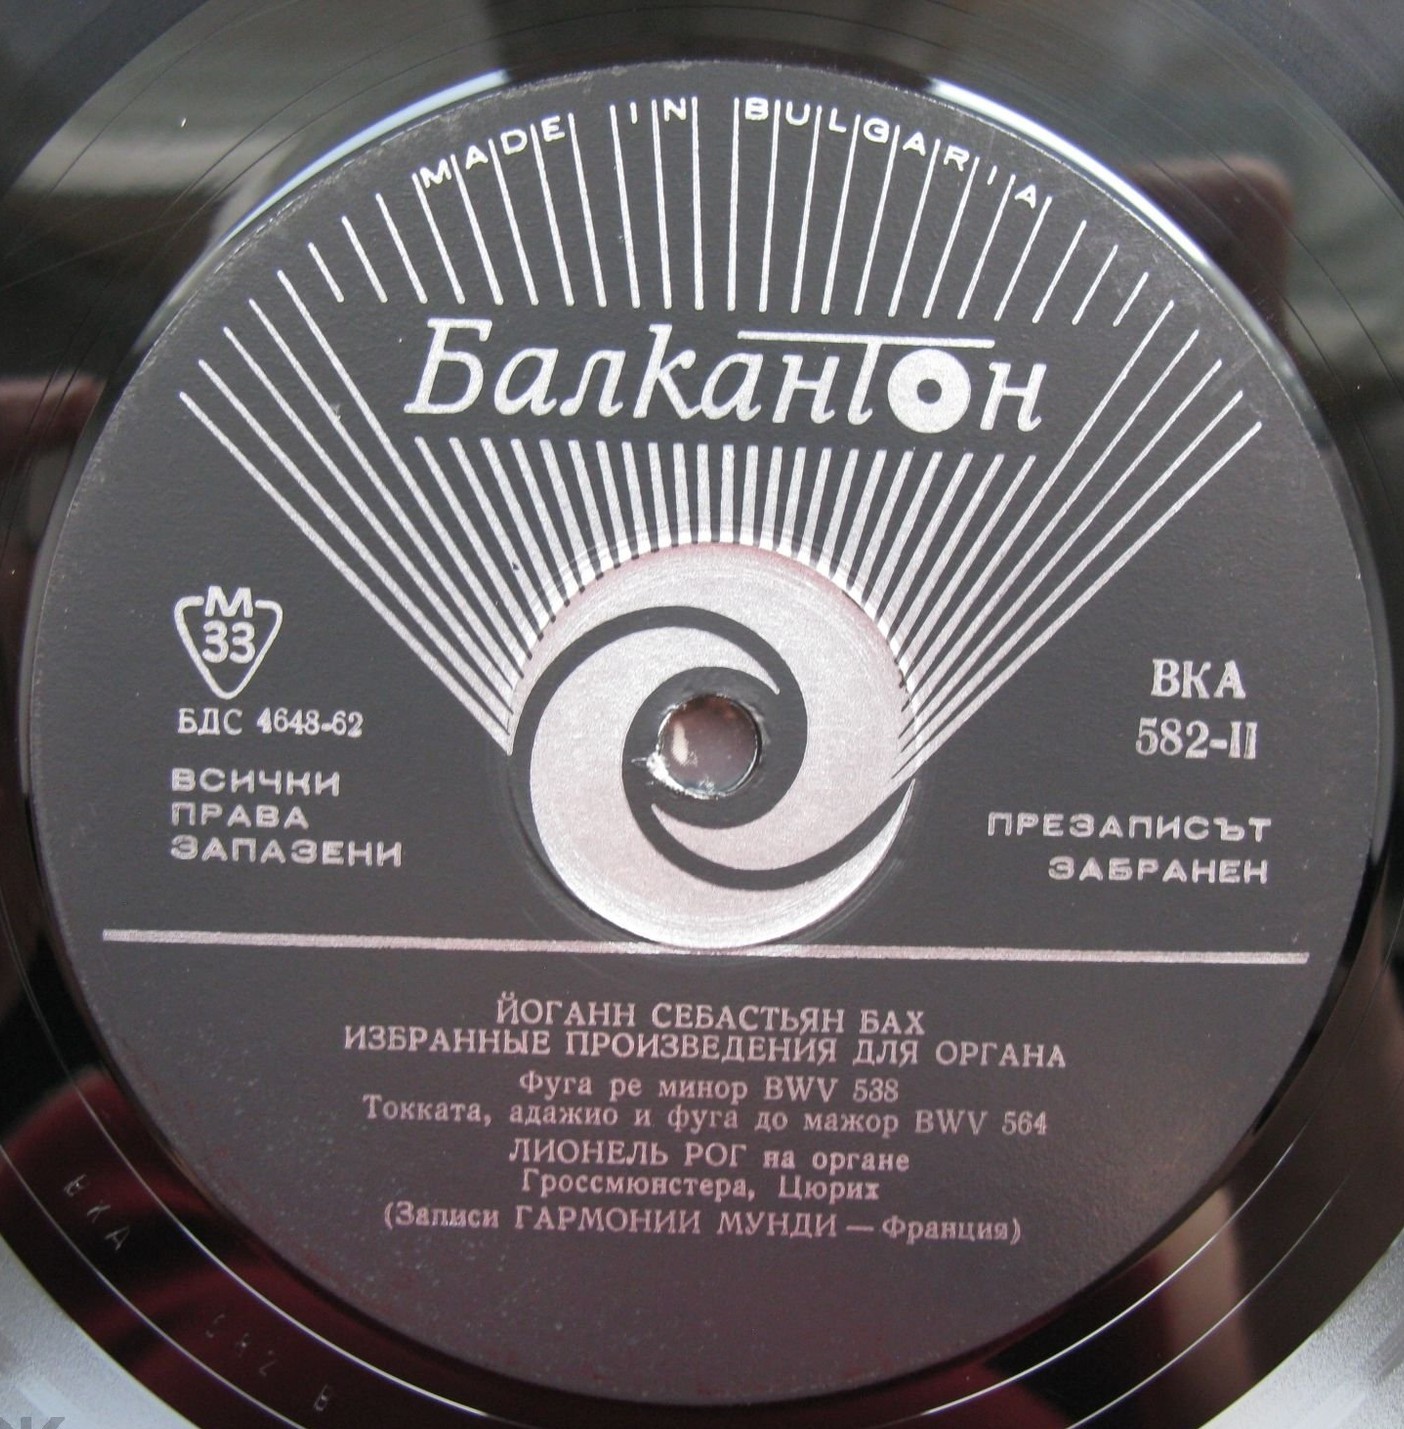 MADE IN BULGARIA
Балкантон
М
33
БДС 4648-62
ВСИЧКИ
ПРАВА
ЗАПАЗЕНИ
ВКА
582-II
ПРЕЗАПИСЪТ
ЗАБРАНЕН
ЙОГАНН СЕБАСТЬЯН БАХ
ИЗБРАННЫЕ ПРОИЗВЕДЕНИЯ ДЛЯ ОРГАНА
Фуга ре минор BWV 538
Токката, адажио и фуга до мажор BWV 564
ЛИОНЕЛЬ РОГ на органе
Гроссмюнстера, Цюрих
(Записи ГАРМОНИИ МУНДИ — Франция)
ВКА 582 В